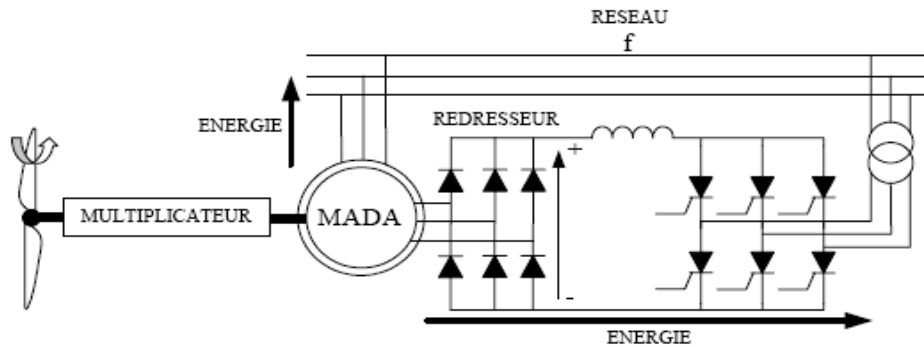 RESEAU
f
ENERGIE
REDRESSEUR
+
MULTIPLICATEUR
MADA
-
ENERGIE